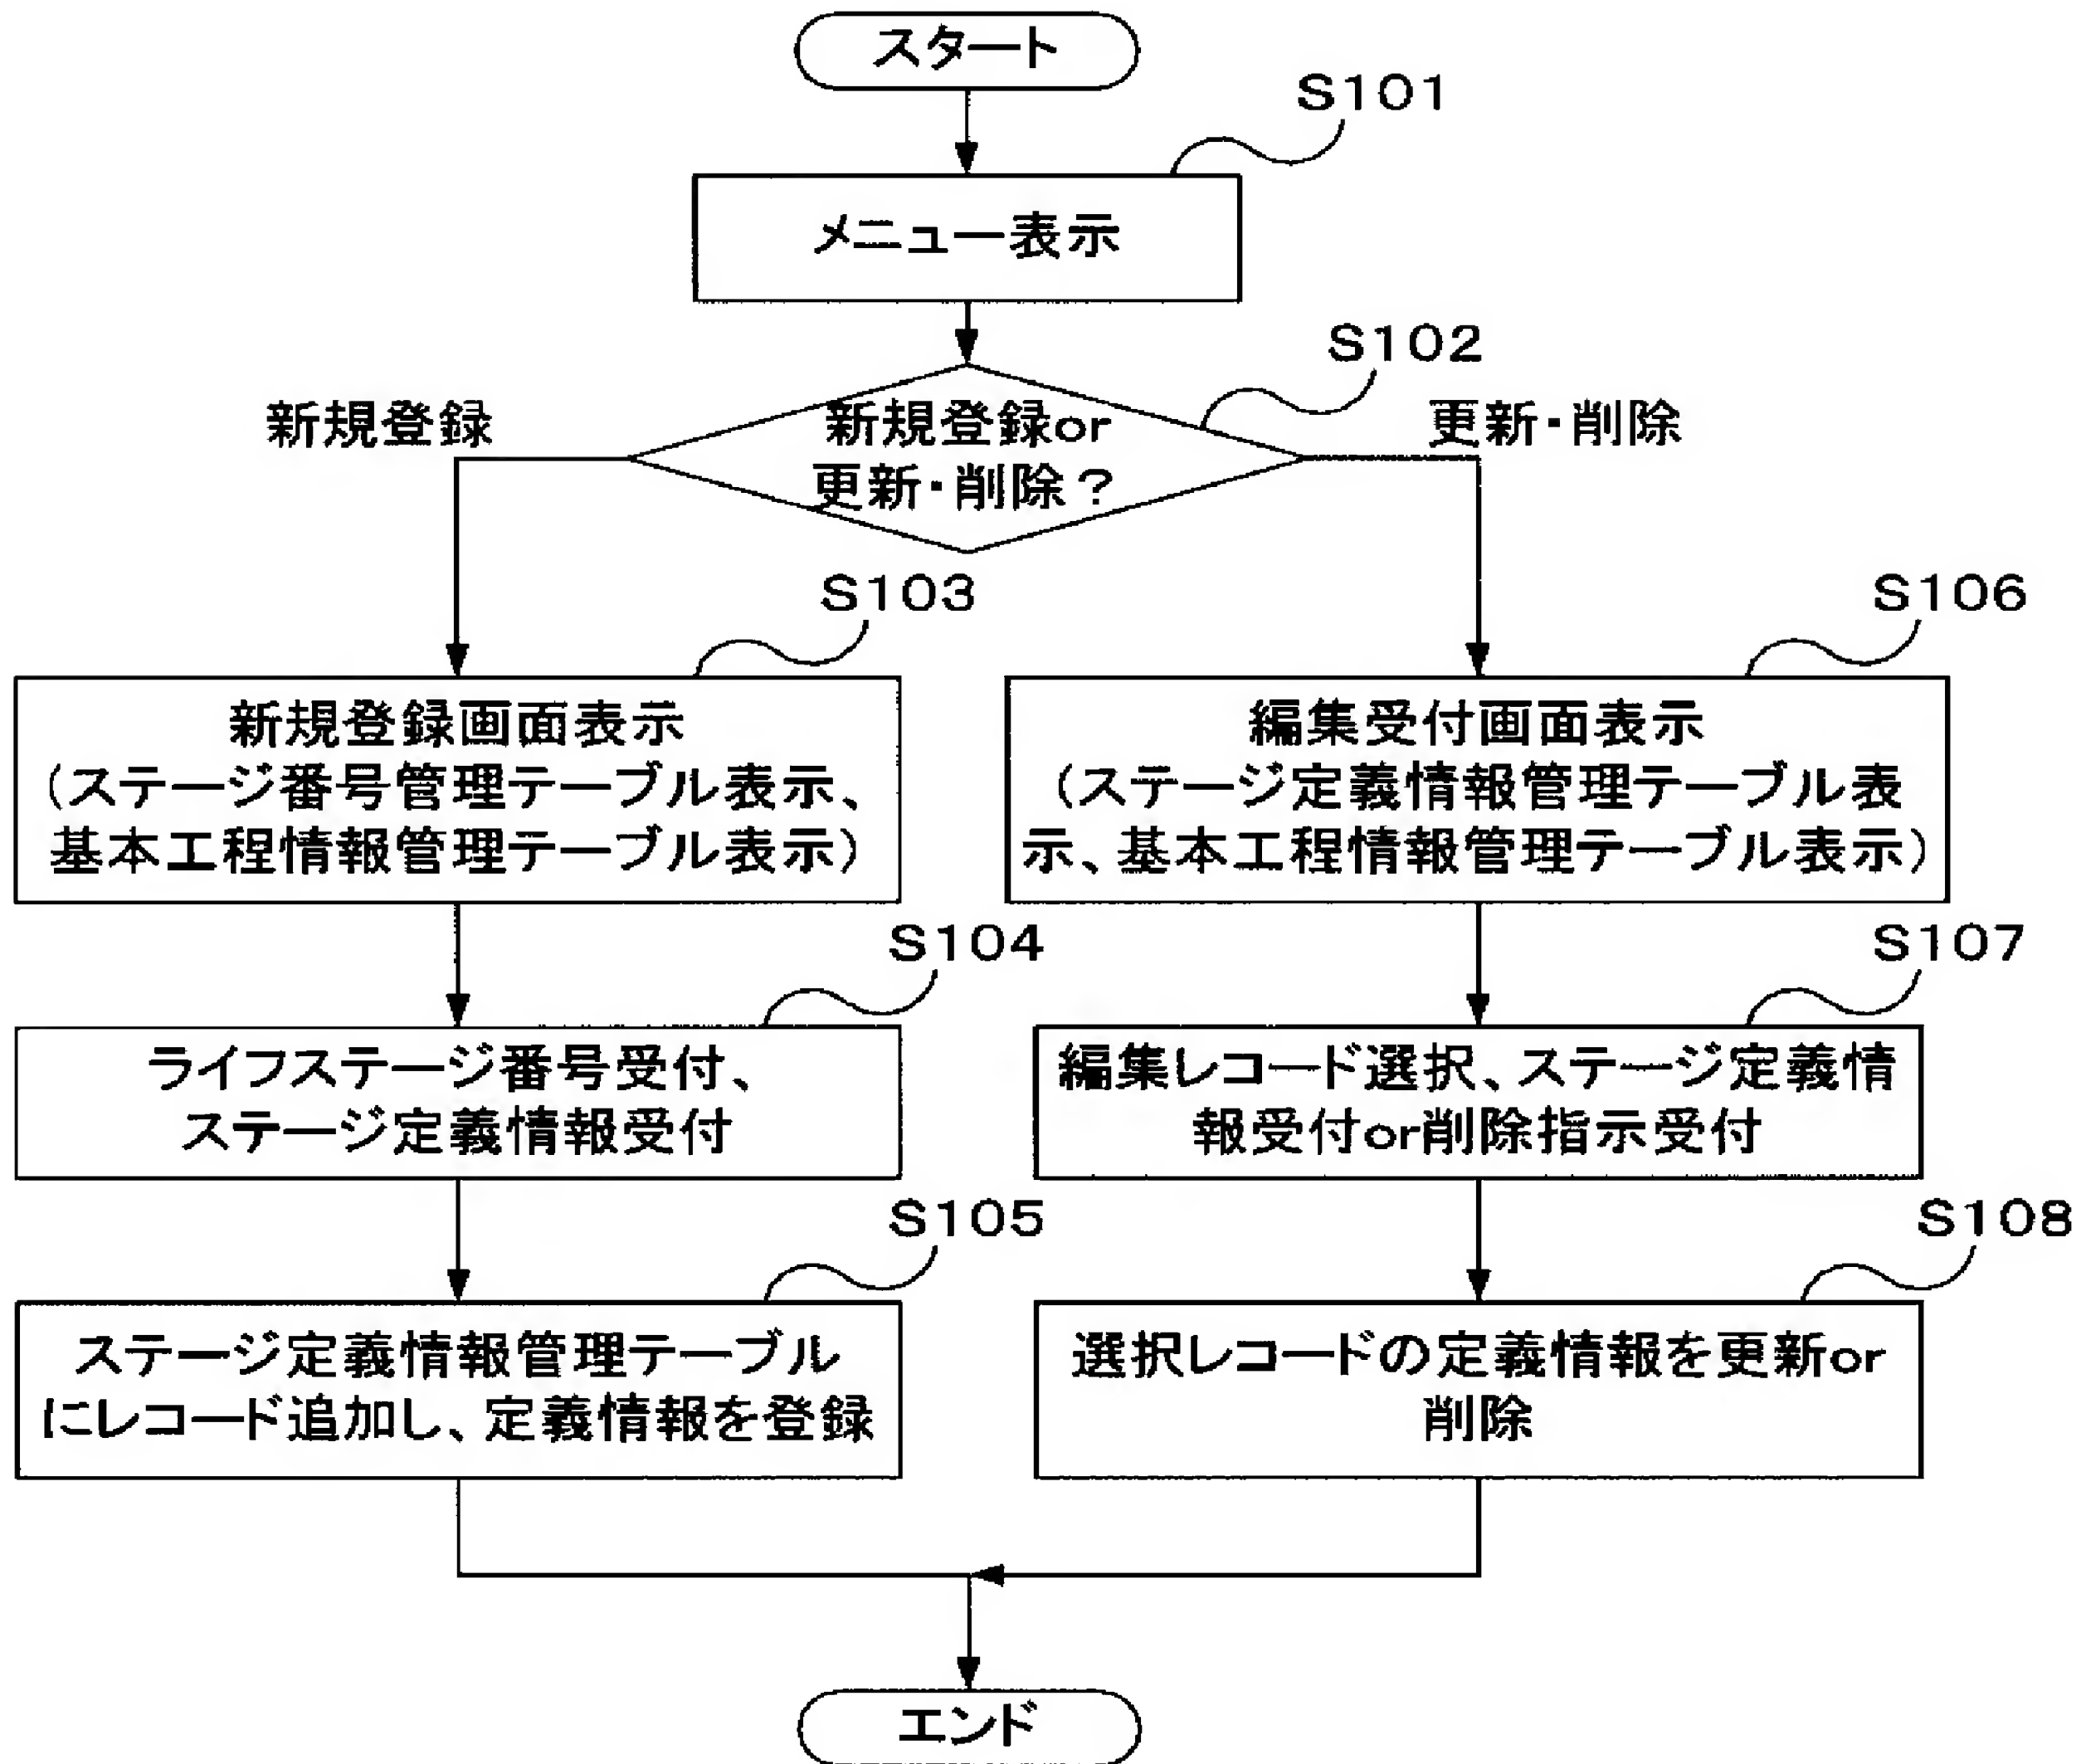 スタート
S101
メニュー表示
S102
新規登録
新規登録or
更新・削除?
更新・削除
S103
新規登録画面表示
(ステージ番号管理テーブル表示、
基本工程情報管理テーブル表示)
S104
ライフステージ番号受付、
ステージ定義情報受付
S105
ステージ定義情報管理テーブル
にレコード追加し、定義情報を登録
S106
編集受付画面表示
(ステージ定義情報管理テーブル表
示、基本工程情報管理テーブル表示)
S107
編集レコード選択、ステージ定義情
報受付or削除指示受付
S108
選択レコードの定義情報を更新or
削除
エンド